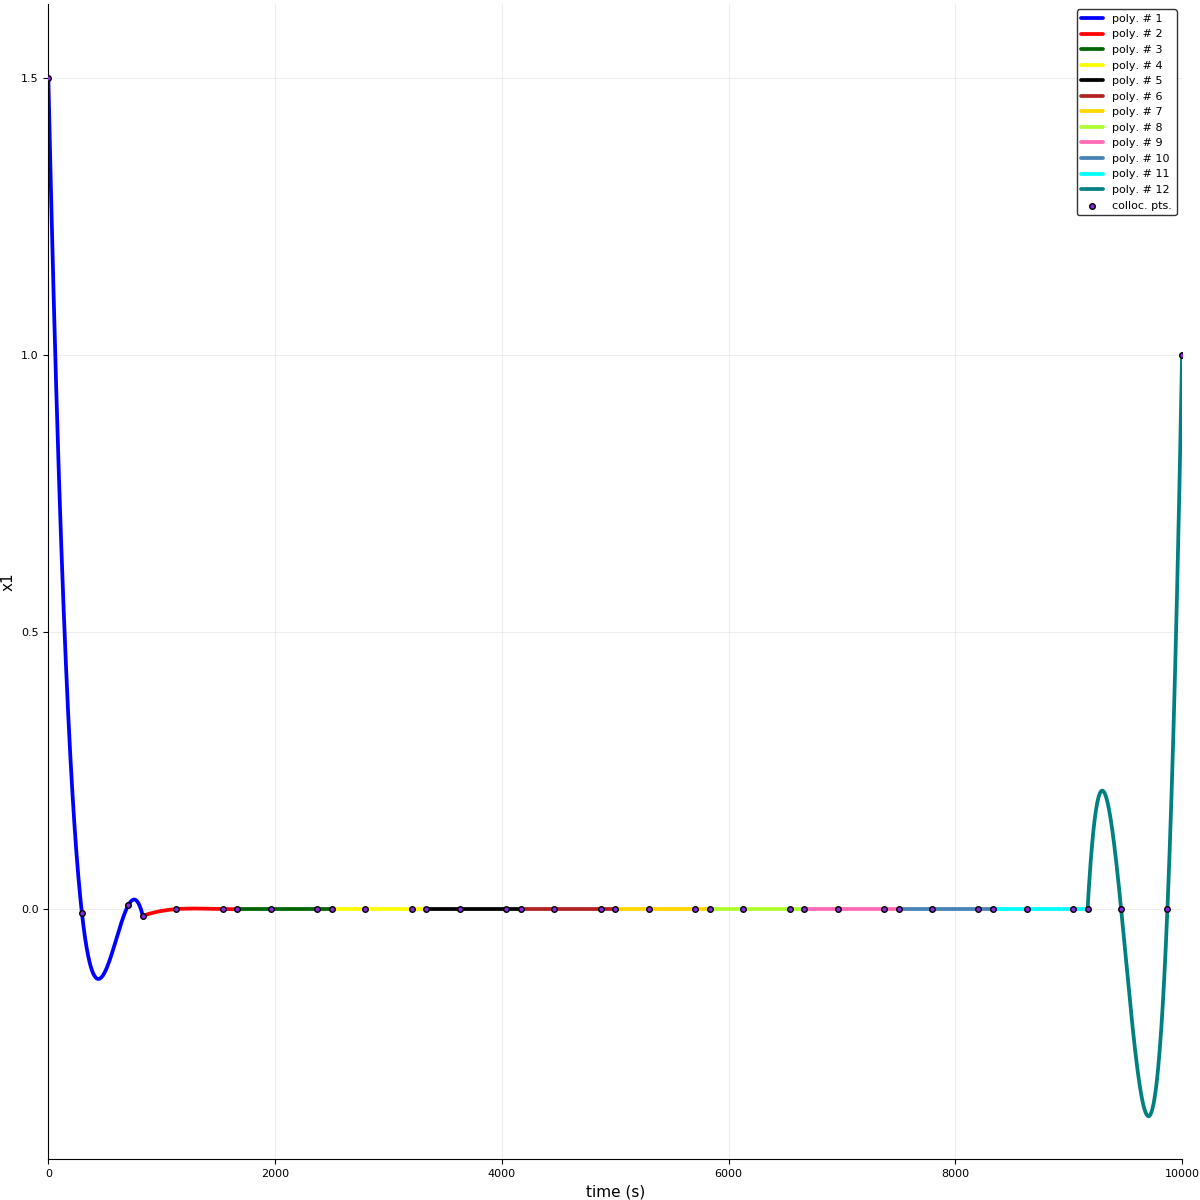 poly. # 1
poly. # 2
poly. # 3
poly. # 4
poly. # 5
poly. # 6
poly. # 7
poly. # 8
poly. # 9
poly. # 10
poly. # 11
poly. # 12
colloc. pts.
1.5
1.0
0.5
0.0
x1
0 2000 4000 6000 8000 10000
time (s)